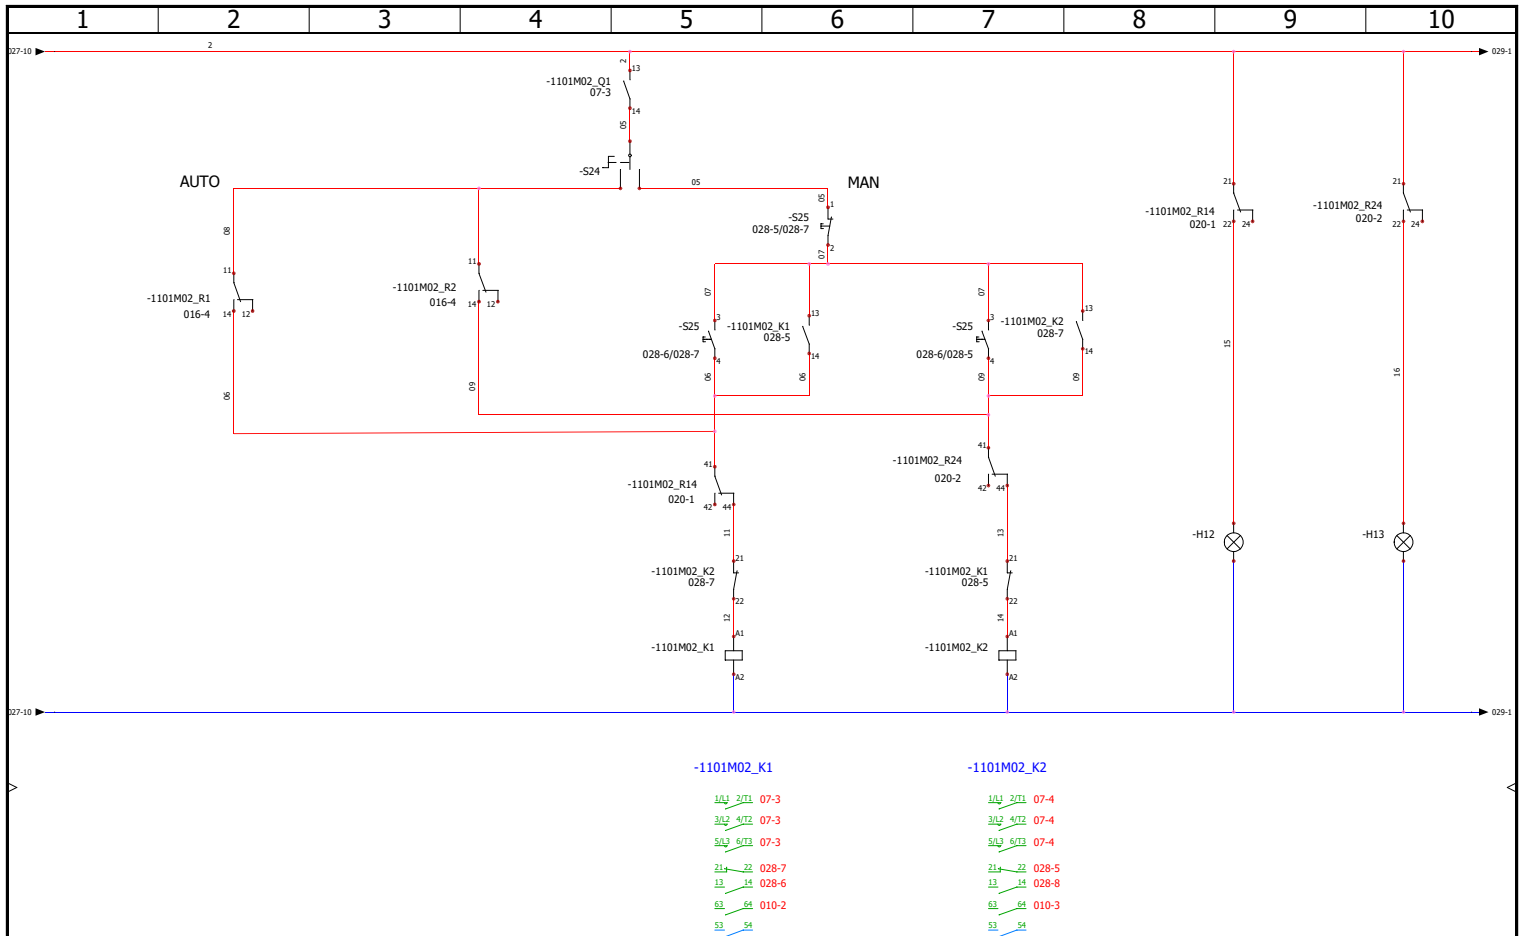 1 2 3 4 5 6 7 8 9 10
027-10 2 029-1
2 13
-1101M02_Q1
07-3
14
05
-S24
AUTO 05 MAN
05 1
-S25
028-5/028-7
2
07
21
-1101M02_R14
020-1
22 24
21
-1101M02_R24
020-2
22 24
08
11
-1101M02_R1
016-4
14 12
06
11
-1101M02_R2
016-4
14 12
09
07
3
-S25
028-6/028-7
4
06
13
-1101M02_K1
028-5
14
06
07
3
-S25
028-6/028-5
4
09
13
-1101M02_K2
028-7
14
09
15
16
41
-1101M02_R14
020-1
42 44
11
41
-1101M02_R24
020-2
42 44
13
21
-1101M02_K2
028-7
22
12
21
-1101M02_K1
028-5
22
14
-H12
-H13
A1
-1101M02_K1
A2
A1
-1101M02_K2
A2
027-10 029-1
-1101M02_K1
1/L1 2/T1 07-3
3/L2 4/T2 07-3
5/L3 6/T3 07-3
21 22 028-7
13 14 028-6
63 64 010-2
53 54
-1101M02_K2
1/L1 2/T1 07-4
3/L2 4/T2 07-4
5/L3 6/T3 07-4
21 22 028-5
13 14 028-8
63 64 010-3
53 54